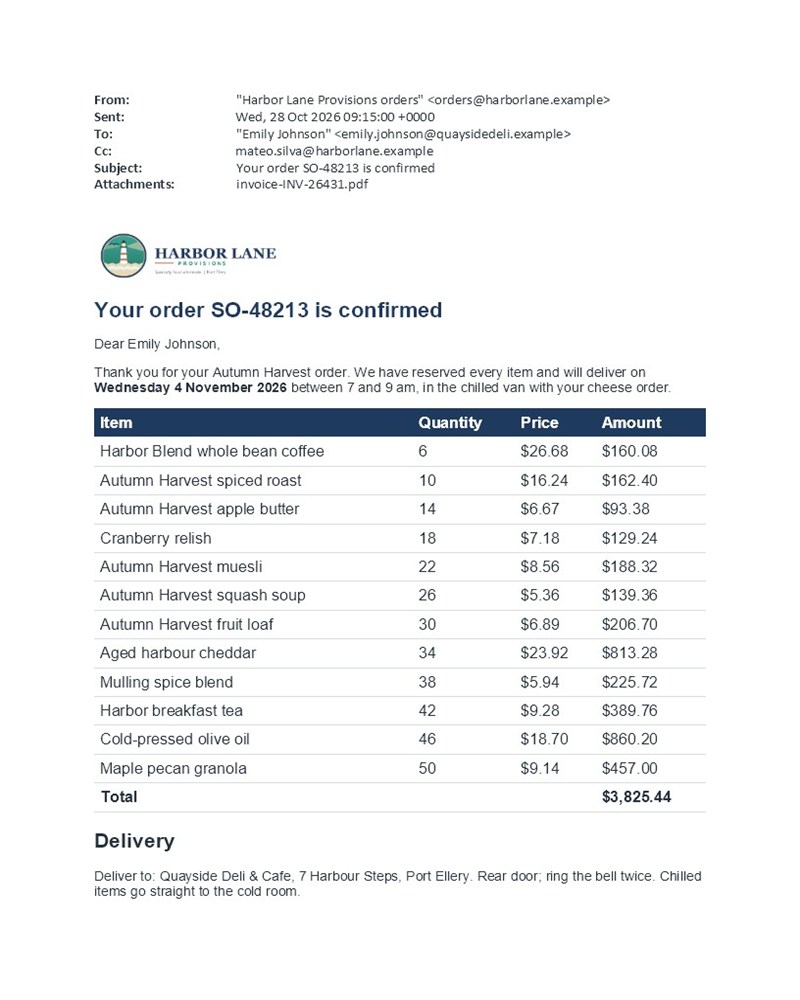 From: "Harbor Lane Provisions orders" <orders@harborlane.example>
Sent: Wed, 28 Oct 2026 09:15:00 +0000
To: "Emily Johnson" <emily.johnson@quaysidedeli.example>
Cc: mateo.silva@harborlane.example
Subject: Your order SO-48213 is confirmed
Attachments: invoice-INV-26431.pdf
HARBOR LANE
PROVISIONS
Your order SO-48213 is confirmed
Dear Emily Johnson,
Thank you for your Autumn Harvest order. We have reserved every item and will deliver on
Wednesday 4 November 2026 between 7 and 9 am, in the chilled van with your cheese order.
Item Quantity Price Amount
Harbor Blend whole bean coffee 6 $26.68 $160.08
Autumn Harvest spiced roast 10 $16.24 $162.40
Autumn Harvest apple butter 14 $6.67 $93.38
Cranberry relish 18 $7.18 $129.24
Autumn Harvest muesli 22 $8.56 $188.32
Autumn Harvest squash soup 26 $5.36 $139.36
Autumn Harvest fruit loaf 30 $6.89 $206.70
Aged harbour cheddar 34 $23.92 $813.28
Mulling spice blend 38 $5.94 $225.72
Harbor breakfast tea 42 $9.28 $389.76
Cold-pressed olive oil 46 $18.70 $860.20
Maple pecan granola 50 $9.14 $457.00
Total $3,825.44
Delivery
Deliver to: Quayside Deli & Cafe, 7 Harbour Steps, Port Ellery. Rear door; ring the bell twice. Chilled
items go straight to the cold room.